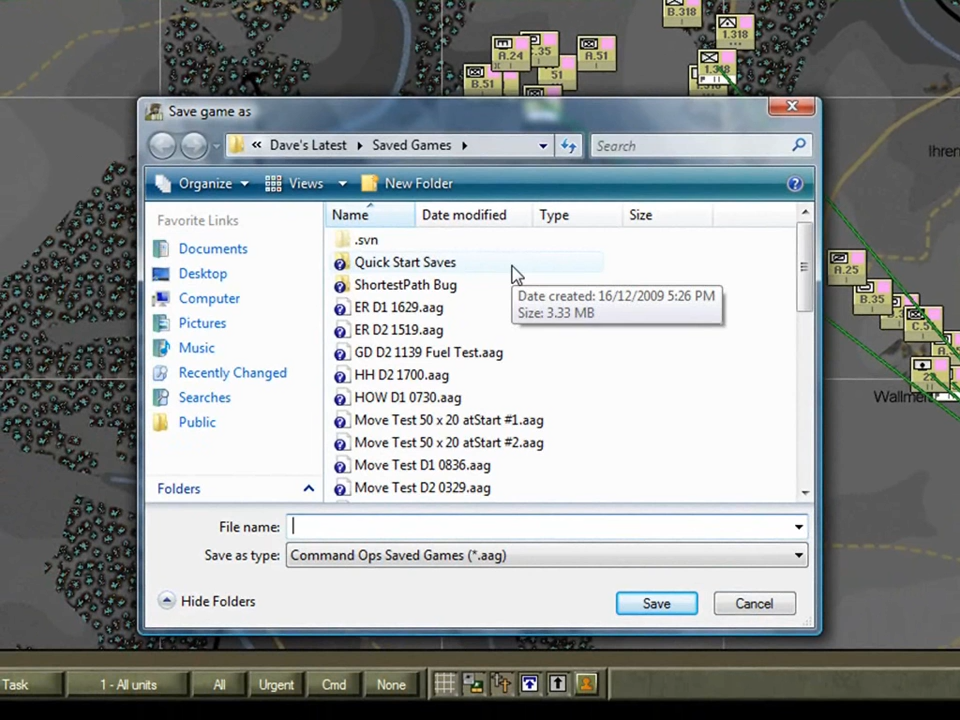 B.318
1.318
A.24
C.35
A.51
51
B.51
Save game as
« Dave's Latest Saved Games
Search
Ihren
Organize Views New Folder
Favorite Links
Documents
Desktop
Computer
Pictures
Music
Recently Changed
Searches
Public
Folders
Name Date modified Type Size
.svn
Quick Start Saves
ShortestPath Bug
ER D1 1629.aag
ER D2 1519.aag
GD D2 1139 Fuel Test.aag
HH D2 1700.aag
HOW D1 0730.aag
Move Test 50 x 20 atStart #1.aag
Move Test 50 x 20 atStart #2.aag
Move Test D1 0836.aag
Move Test D2 0329.aag
Date created: 16/12/2009 5:26 PM
Size: 3.33 MB
A.25
B.35
Wallmer
File name:
Save as type: Command Ops Saved Games (*.aag)
Hide Folders
Save
Cancel
Task
1 - All units
All
Urgent
Cmd
None